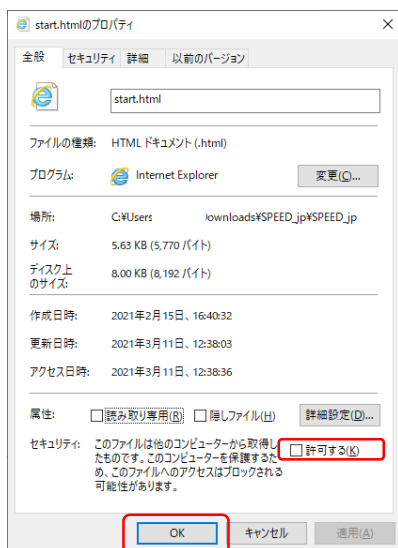 start.htmlのプロパティ
全般 セキュリティ 詳細 以前のバージョン
start.html
ファイルの種類: HTML ドキュメント (.html)
プログラム: Internet Explorer 変更(C)...
場所: C:¥Users ownloads¥SPEED_jp¥SPEED_jp
サイズ: 5.63 KB (5,770 バイト)
ディスク上
のサイズ: 8.00 KB (8,192 バイト)
作成日時: 2021年2月15日、16:40:32
更新日時: 2021年3月11日、12:38:03
アクセス日時: 2021年3月11日、12:38:36
属性: 読み取り専用(R) 隠しファイル(H) 詳細設定(D)...
セキュリティ: このファイルは他のコンピューターから取得し
たものです。このコンピューターを保護するた
め、このファイルへのアクセスはブロックされる
可能性があります。
許可する(K)
OK キャンセル 適用(A)